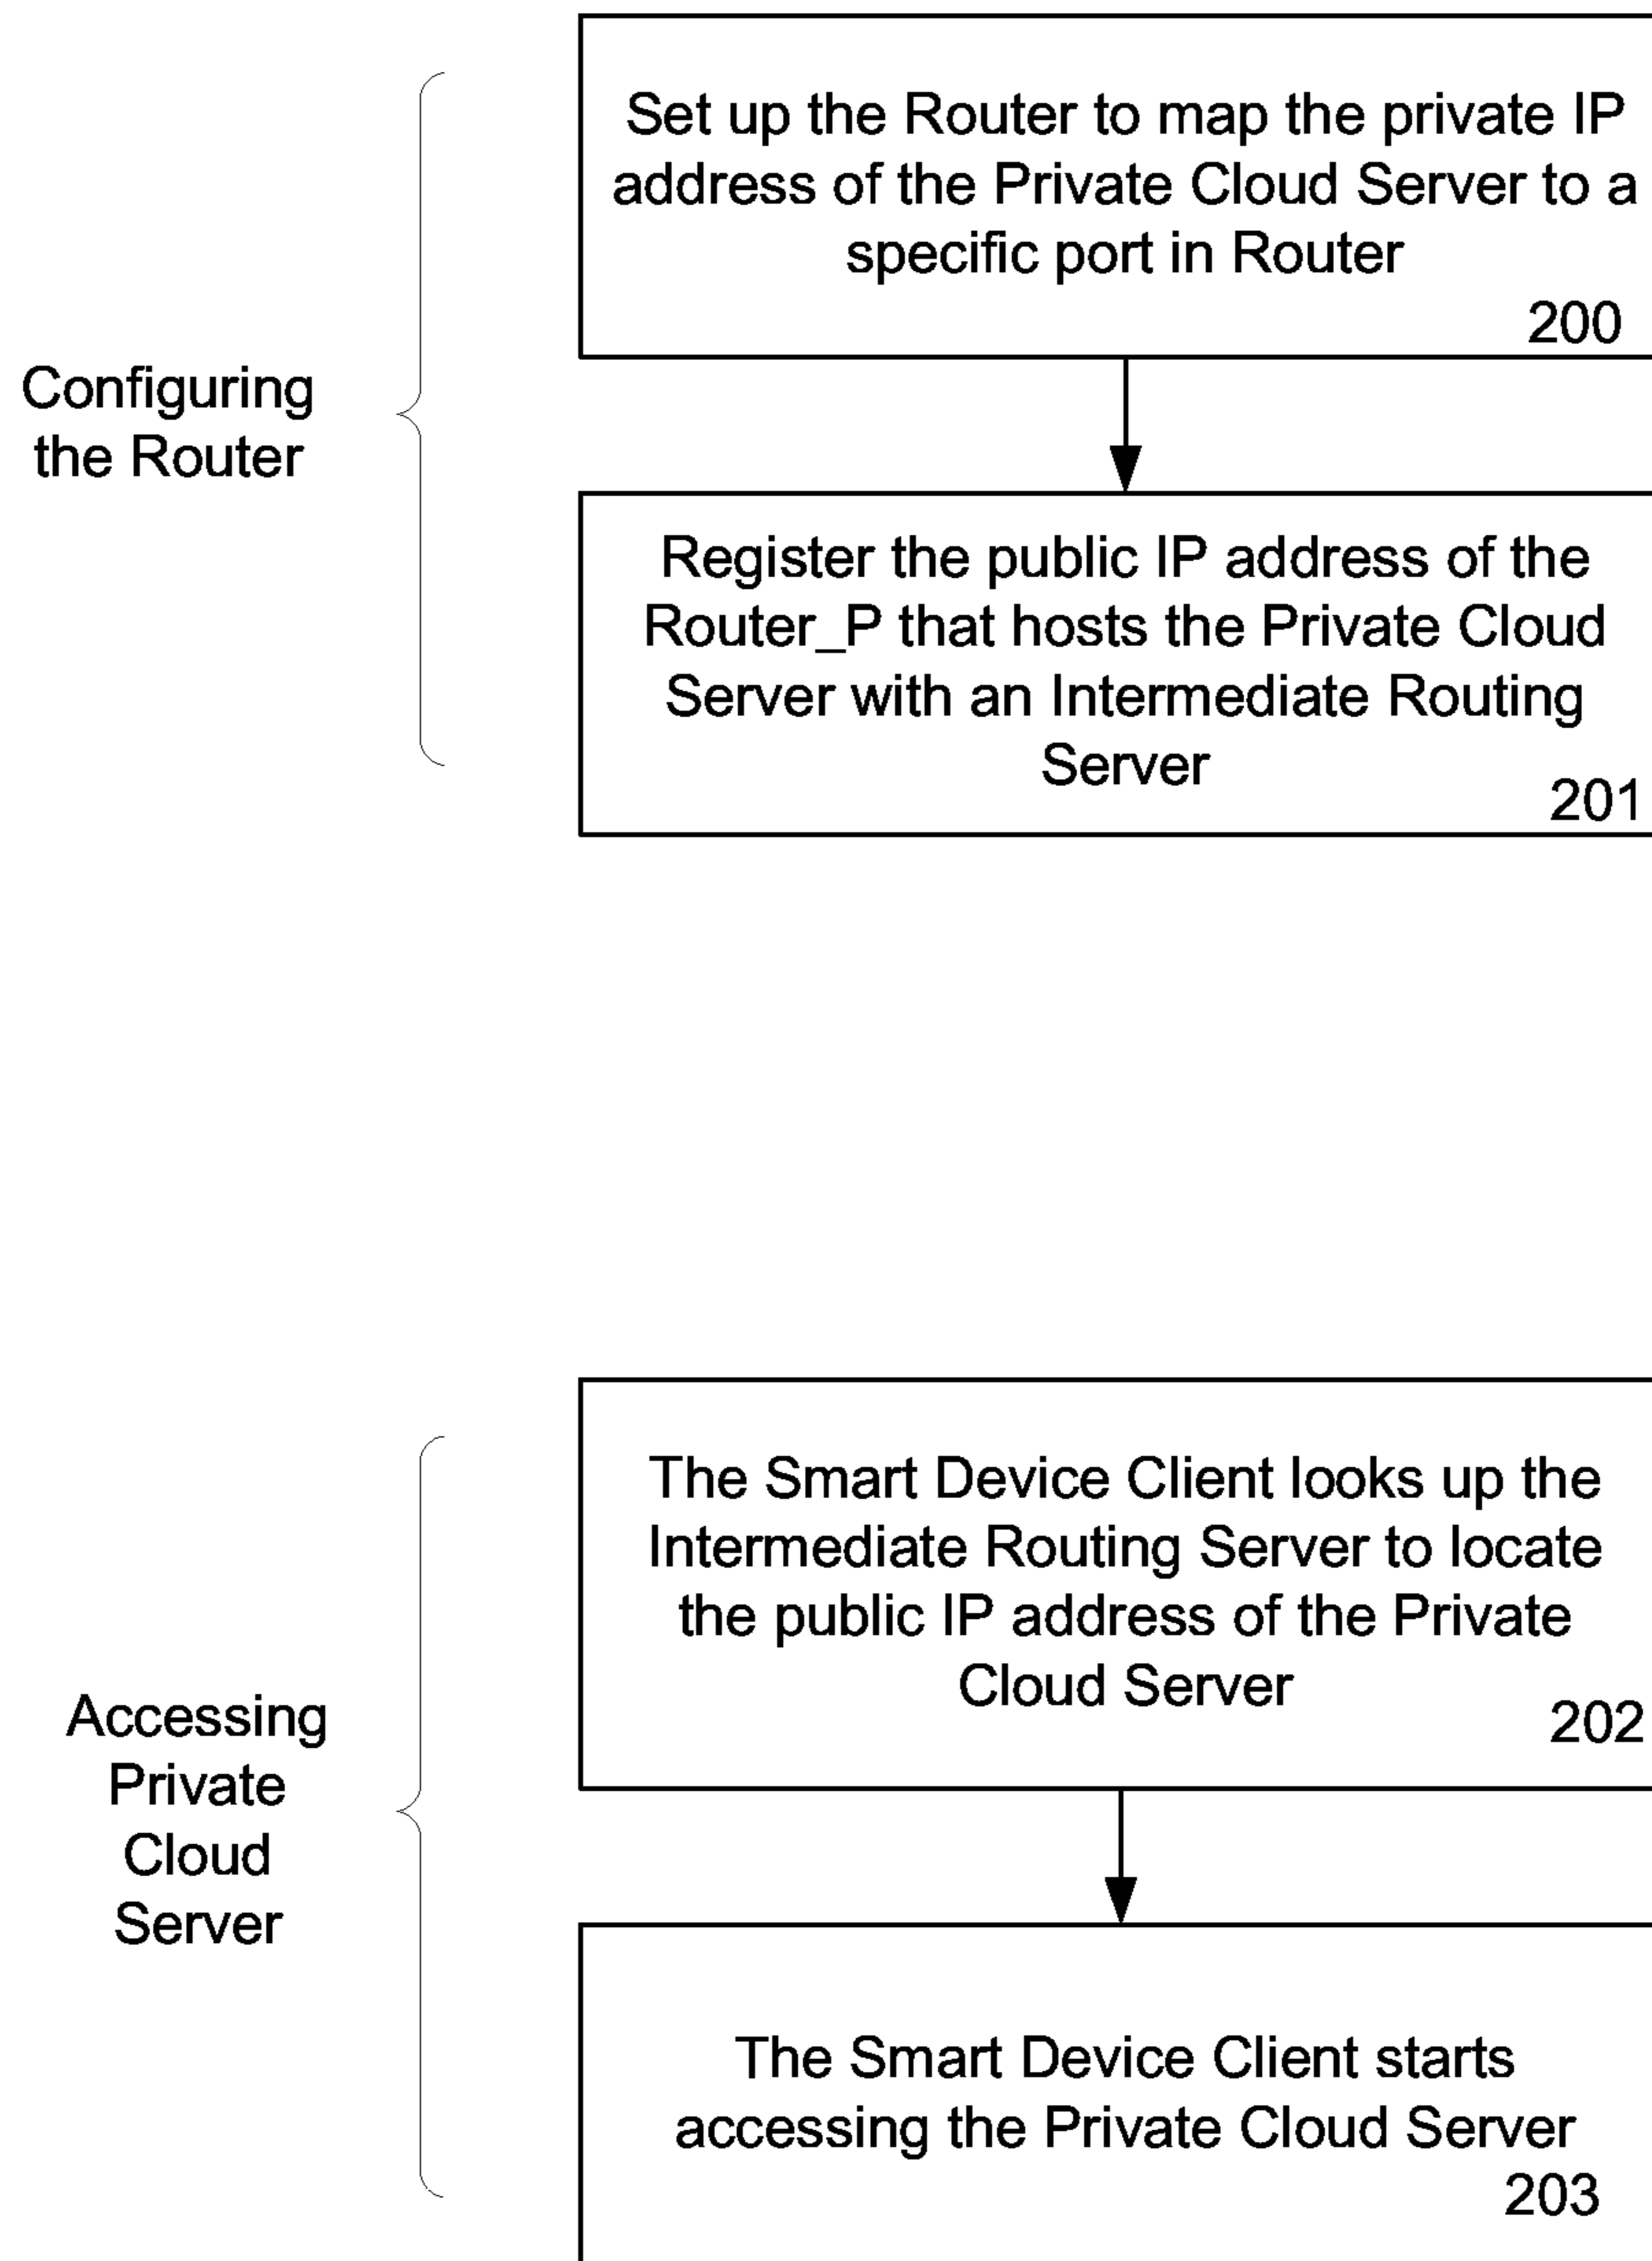 Set up the Router to map the private IP
address of the Private Cloud Server to a
specific port in Router
200
Configuring
the Router
Register the public IP address of the
Router_P that hosts the Private Cloud
Server with an Intermediate Routing
Server
201
The Smart Device Client looks up the
Intermediate Routing Server to locate
the public IP address of the Private
Cloud Server
202
Accessing
Private
Cloud
Server
The Smart Device Client starts
accessing the Private Cloud Server
203